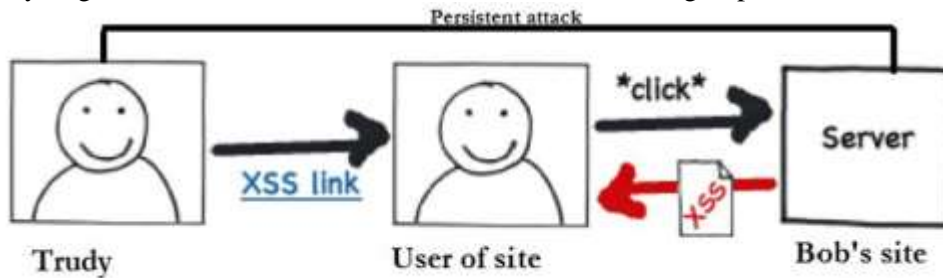 Persistent attack
*click*
Server
XSS link
XSS
Trudy
User of site
Bob's site